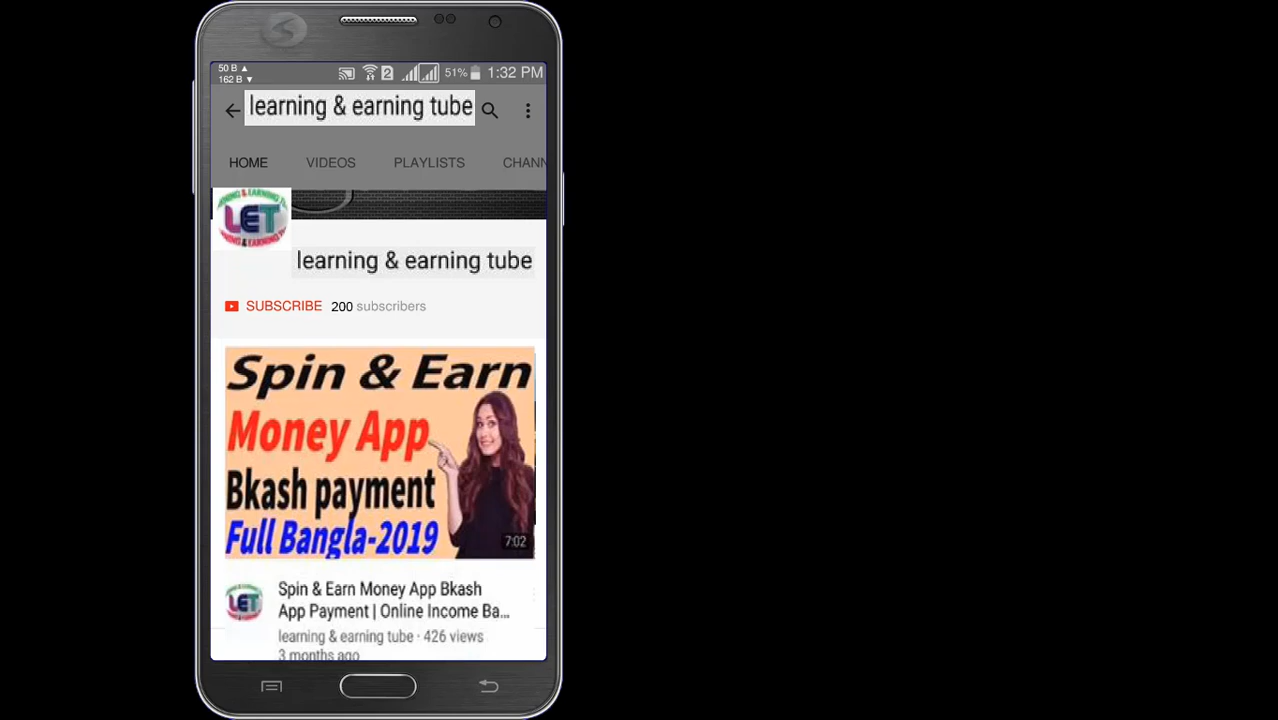 50 B
162 B
2
51%
1:32 PM
learning & earning tube
HOME VIDEOS PLAYLISTS CHANN
LET
learning & earning tube
SUBSCRIBE 200 subscribers
Spin & Earn
Money App
Bkash payment
Full Bangla-2019
7:02
LET
Spin & Earn Money App Bkash
App Payment | Online Income Ba...
learning & earning tube · 426 views
3 months ago